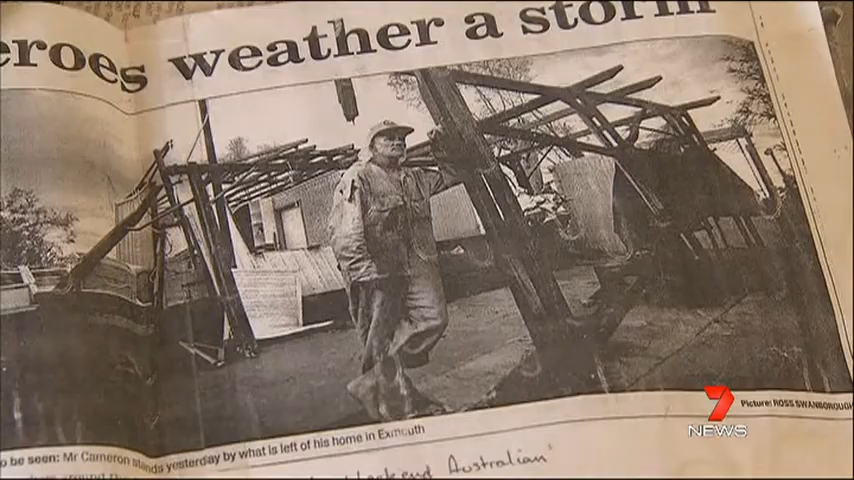 eroes weather a storm
Picture: ROSS SWANBOROUGH
7
NEWS
o be seen: Mr Cameron stands yesterday by what is left of his home in Exmouth
Australian"